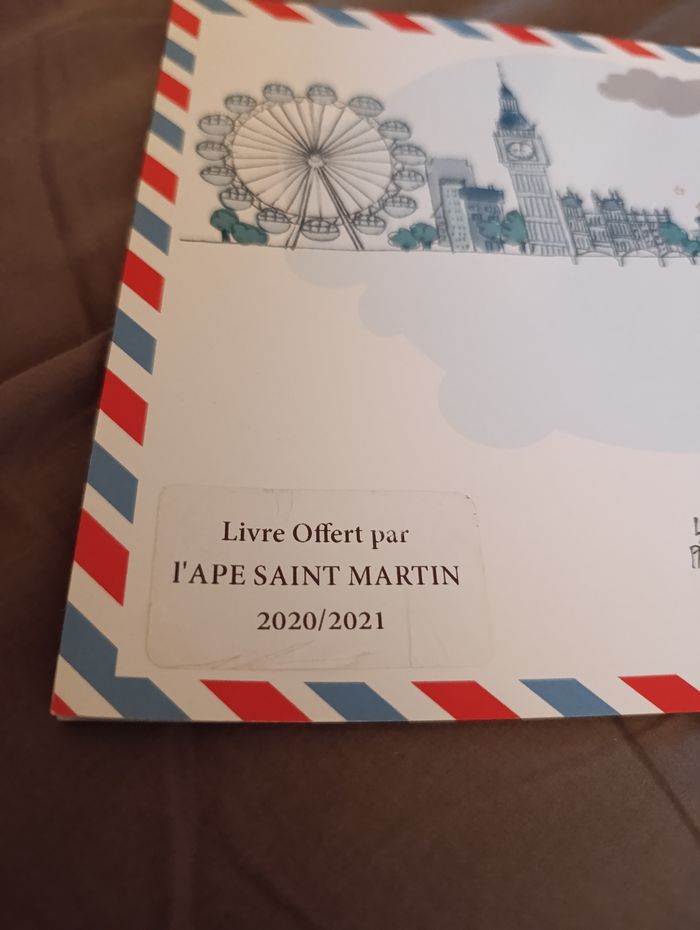 Livre Offert par
l'APE SAINT MARTIN
2020/2021